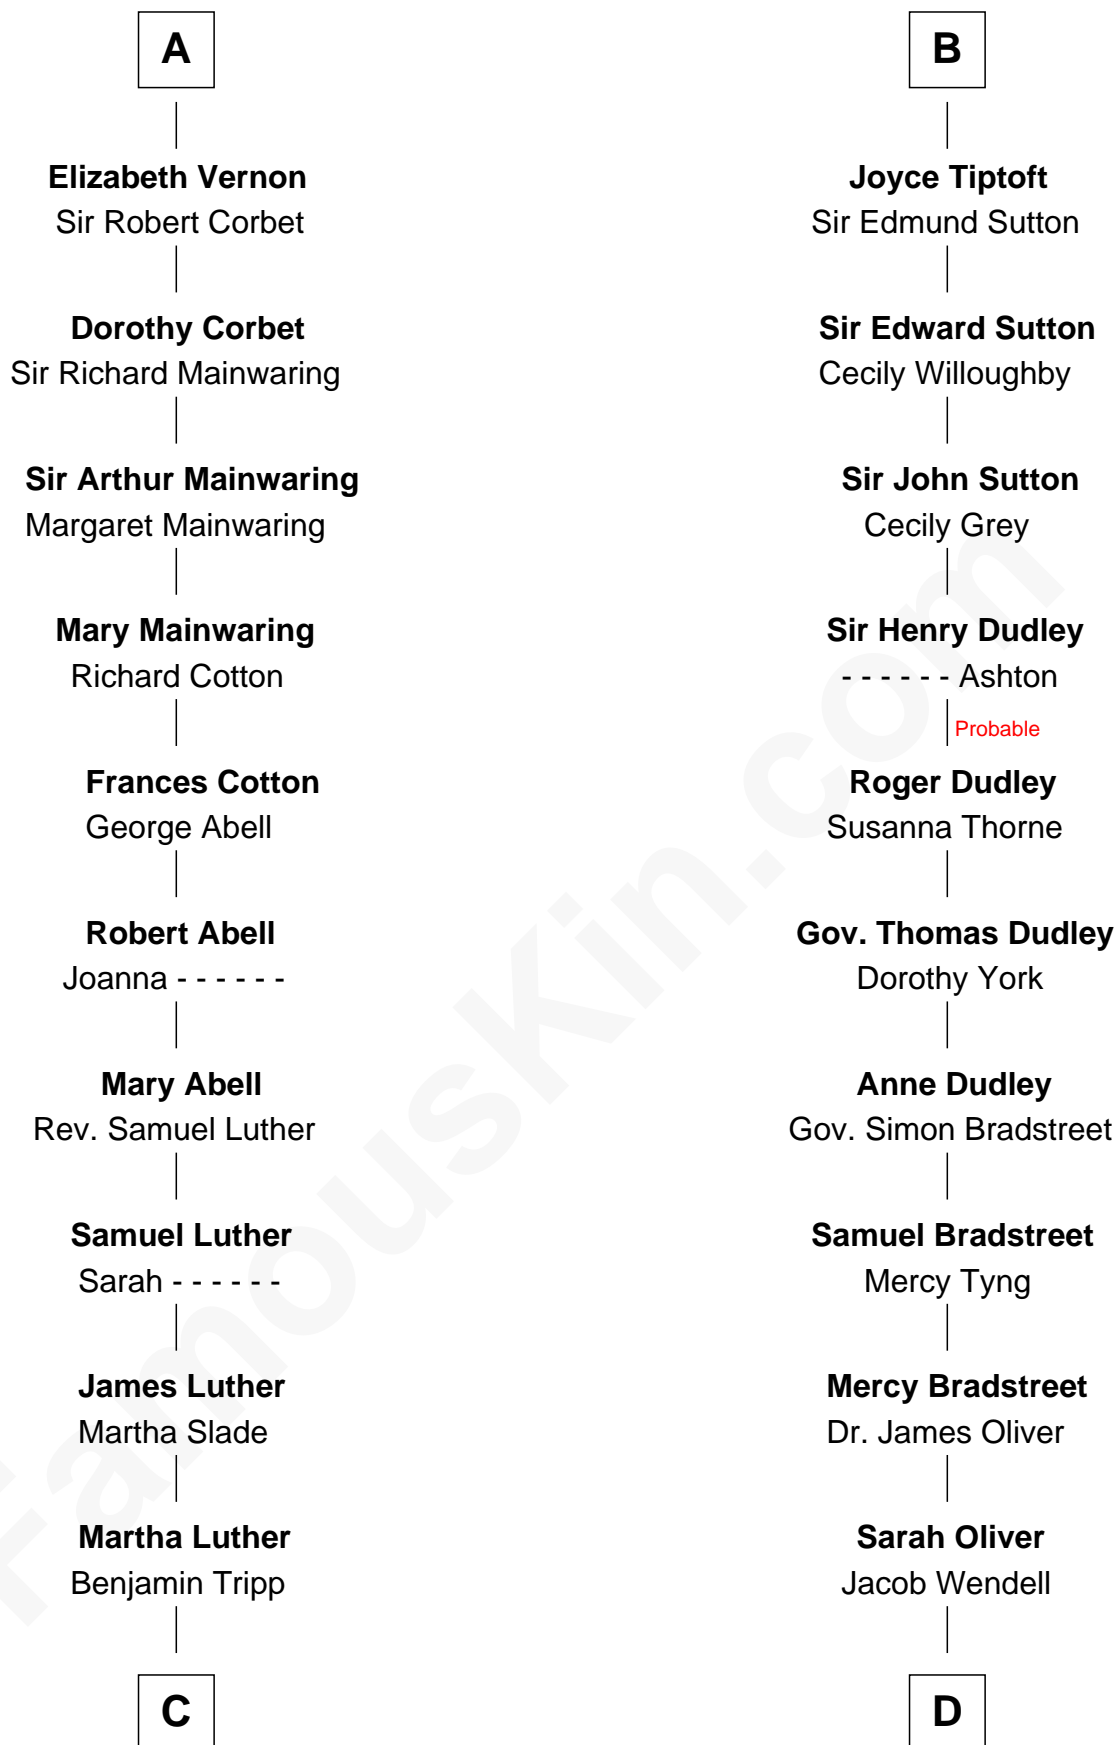 A
Elizabeth Vernon
Sir Robert Corbet
Dorothy Corbet
Sir Richard Mainwaring
Sir Arthur Mainwaring
Margaret Mainwaring
Mary Mainwaring
Richard Cotton
Frances Cotton
George Abell
Robert Abell
Joanna - - - - - -
Mary Abell
Rev. Samuel Luther
Samuel Luther
Sarah - - - - - -
James Luther
Martha Slade
Martha Luther
Benjamin Tripp
C
B
Joyce Tiptoft
Sir Edmund Sutton
Sir Edward Sutton
Cecily Willoughby
Sir John Sutton
Cecily Grey
Sir Henry Dudley
- - - - - - Ashton
Probable
Roger Dudley
Susanna Thorne
Gov. Thomas Dudley
Dorothy York
Anne Dudley
Gov. Simon Bradstreet
Samuel Bradstreet
Mercy Tyng
Mercy Bradstreet
Dr. James Oliver
Sarah Oliver
Jacob Wendell
D
FamousKin.com